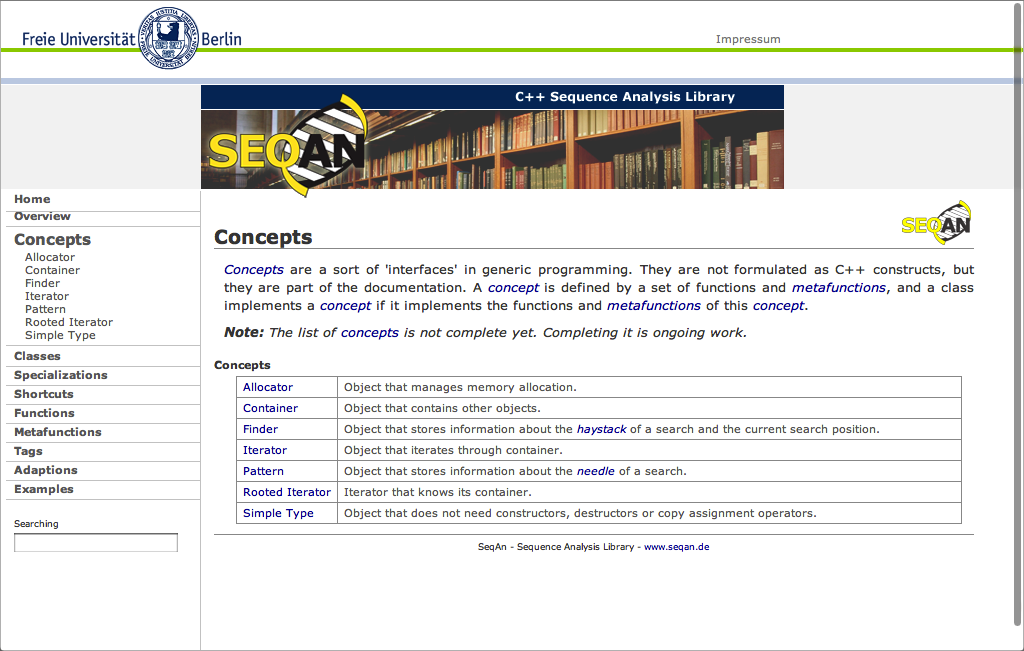 Freie Universität Berlin
Impressum
C++ Sequence Analysis Library
SEQAN
Home
Overview
Concepts
Allocator
Container
Finder
Iterator
Pattern
Rooted Iterator
Simple Type
Classes
Specializations
Shortcuts
Functions
Metafunctions
Tags
Adaptions
Examples
Searching
SEQAN
Concepts
Concepts are a sort of 'interfaces' in generic programming. They are not formulated as C++ constructs, but
they are part of the documentation. A concept is defined by a set of functions and metafunctions, and a class
implements a concept if it implements the functions and metafunctions of this concept.
Note: The list of concepts is not complete yet. Completing it is ongoing work.
Concepts
Allocator Object that manages memory allocation.
Container Object that contains other objects.
Finder Object that stores information about the haystack of a search and the current search position.
Iterator Object that iterates through container.
Pattern Object that stores information about the needle of a search.
Rooted Iterator Iterator that knows its container.
Simple Type Object that does not need constructors, destructors or copy assignment operators.
SeqAn - Sequence Analysis Library - www.seqan.de